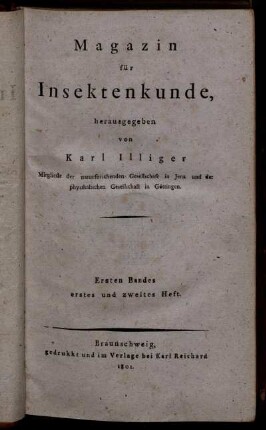 Magazin
für
Insektenkunde,
herausgegeben
von
Karl Illiger
Mitgliede der naturforschenden Gesellschaft in Jena und der
physikalischen Gesellschaft in Göttingen.
Ersten Bandes
erstes und zweites Heft.
Braunschweig,
gedrukkt und im Verlage bei Karl Reichard
1801.